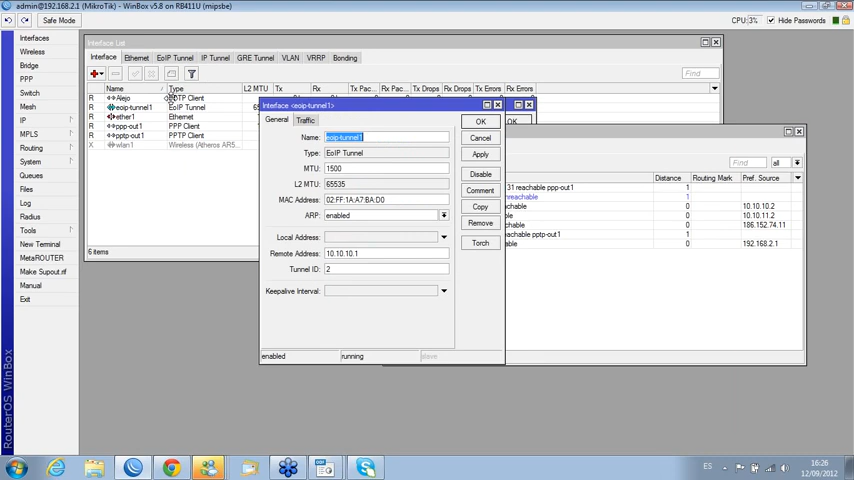 admin@192.168.2.1 (MikroTik) - WinBox v5.8 on RB411U (mipsbe)
Safe Mode
CPU: 3%
Hide Passwords
Interfaces
Wireless
Bridge
PPP
Switch
Mesh
IP
MPLS
Routing
System
Queues
Files
Log
Radius
Tools
New Terminal
MetaROUTER
Make Supout.rif
Manual
Exit
RouterOS WinBox
Interface List
Interface Ethernet EoIP Tunnel IP Tunnel GRE Tunnel VLAN VRRP Bonding
Find
Name Type L2 MTU Tx Rx Tx Pac... Rx Pac... Tx Drops Rx Drops Tx Errors Rx Errors
R Alejo PPTP Client
R eoip-tunnel1 EoIP Tunnel
R ether1 Ethernet
R ppp-out1 PPP Client
R pptp-out1 PPTP Client
X wlan1 Wireless (Atheros AR5...
6 items
Interface <eoip-tunnel1>
General Traffic
Name: eoip-tunnel1
Type: EoIP Tunnel
MTU: 1500
L2 MTU: 65535
MAC Address: 02:FF:1A:A7:BA:D0
ARP: enabled
Local Address:
Remote Address: 10.10.10.1
Tunnel ID: 2
Keepalive Interval:
enabled running slave
OK
Cancel
Apply
Disable
Comment
Copy
Remove
Torch
OK
Find all
Distance Routing Mark Pref. Source
31 reachable ppp-out1 1
nreachable 1
hable 0 10.10.10.2
ble 0 10.10.11.2
hable 0 186.152.74.11
eachable pptp-out1 1
able 0 192.168.2.1
ES
16:26
12/09/2012